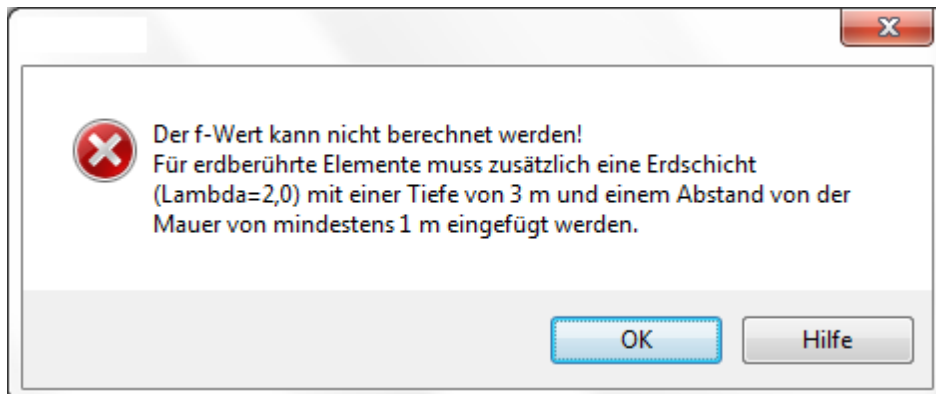 Der f-Wert kann nicht berechnet werden!
Für erdberührte Elemente muss zusätzlich eine Erdschicht
(Lambda=2,0) mit einer Tiefe von 3 m und einem Abstand von der
Mauer von mindestens 1 m eingefügt werden.
OK
Hilfe